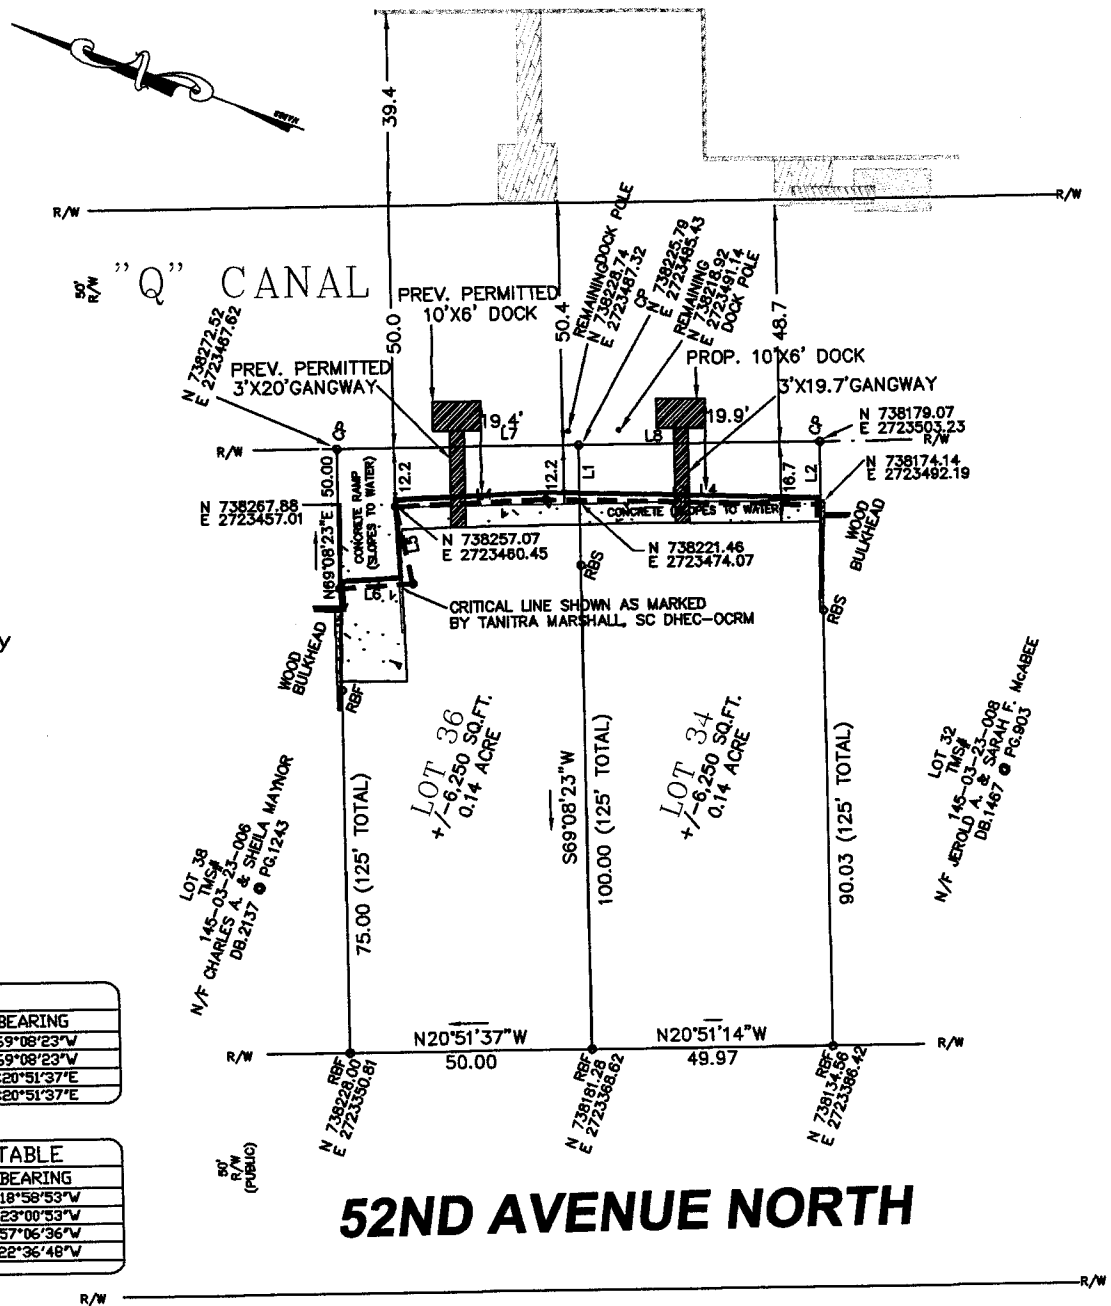 39.4
R/W
R/W
50'
R/W
"Q" CANAL
PREV. PERMITTED
10'X6' DOCK
50.0
50.4
48.7
REMAINING DOCK POLE
N 738228.74
E 2723487.32
CP
N 738225.79
E 2723485.43
REMAINING
N 738218.92
E 2723491.14
DOCK POLE
N 738272.52
E 2723467.62
PREV. PERMITTED
3'X20'GANGWAY
PROP. 10'X6' DOCK
3'X19.7'GANGWAY
19.4'
L7
19.9'
L8
CP
CP
N 738179.07
E 2723503.23
R/W
R/W
N 738174.14
E 2723492.19
50.00
N69°08'23"E
CONCRETE RAMP
(SLOPES TO WATER)
12.2
12.2
L1
16.7
L2
L4
N 738267.88
E 2723457.01
CONCRETE (SLOPES TO WATER)
WOOD
BULKHEAD
N 738257.07
E 2723460.45
N 738221.46
E 2723474.07
L5
L6
RBS
RBS
CRITICAL LINE SHOWN AS MARKED
BY TANITRA MARSHALL, SC DHEC-OCRM
y
WOOD
BULKHEAD
RBF
LOT 36
+/-6,250 SQ.FT.
0.14 ACRE
LOT 34
+/-6,250 SQ.FT.
0.14 ACRE
LOT 38
TMS#
145-03-23-006
N/F CHARLES A. & SHEILA MAYNOR
DB.2137 @ PG.1243
LOT 32
TMS#
145-03-23-008
N/F JEROLD A. & SARAH F. McABEE
DB.1467 @ PG.903
75.00 (125' TOTAL)
S69°08'23"W
100.00 (125' TOTAL)
90.03 (125' TOTAL)
BEARING
69°08'23"W
69°08'23"W
20°51'37"E
20°51'37"E
R/W
N20°51'37"W
50.00
N20°51'14"W
49.97
R/W
RBF
N 738228.00
E 2723350.81
RBF
N 738181.28
E 2723368.62
RBF
N 738134.56
E 2723386.42
TABLE
BEARING
18°58'53"W
23°00'53"W
57°06'36"W
22°36'48"W
50'
R/W
(PUBLIC)
52ND AVENUE NORTH
R/W
R/W